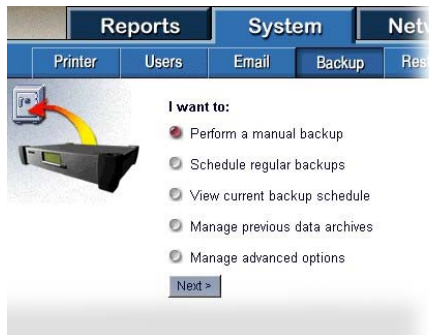 Reports System
Printer Users Email Backup
I want to:
Perform a manual backup
Schedule regular backups
View current backup schedule
Manage previous data archives
Manage advanced options
Next >